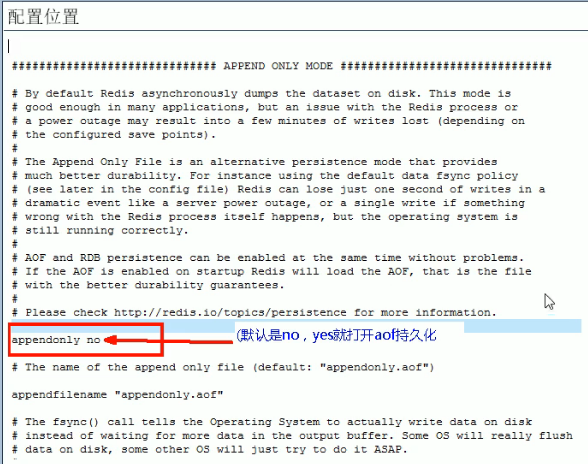 配置位置
############################## APPEND ONLY MODE ###############################
# By default Redis asynchronously dumps the dataset on disk. This mode is
# good enough in many applications, but an issue with the Redis process or
# a power outage may result into a few minutes of writes lost (depending on
# the configured save points).
#
# The Append Only File is an alternative persistence mode that provides
# much better durability. For instance using the default data fsync policy
# (see later in the config file) Redis can lose just one second of writes in a
# dramatic event like a server power outage, or a single write if something
# wrong with the Redis process itself happens, but the operating system is
# still running correctly.
#
# AOF and RDB persistence can be enabled at the same time without problems.
# If the AOF is enabled on startup Redis will load the AOF, that is the file
# with the better durability guarantees.
#
# Please check http://redis.io/topics/persistence for more information.
appendonly no (默认是no，yes就打开aof持久化
# The name of the append only file (default: "appendonly.aof")
appendfilename "appendonly.aof"
# The fsync() call tells the Operating System to actually write data on disk
# instead of waiting for more data in the output buffer. Some OS will really flush
# data on disk, some other OS will just try to do it ASAP.